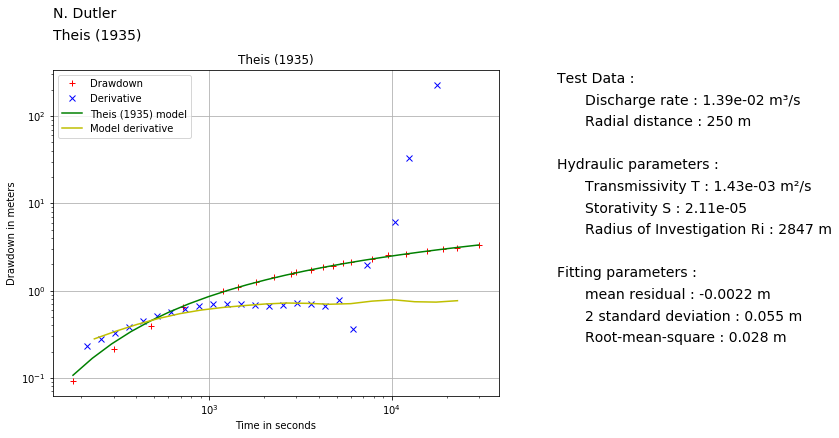 N. Dutler
Theis (1935)
Theis (1935)
Drawdown
Derivative
Theis (1935) model
Model derivative
10²
10¹
10⁰
10⁻¹
Drawdown in meters
10³
10⁴
Time in seconds
Test Data :
Discharge rate : 1.39e-02 m³/s
Radial distance : 250 m
Hydraulic parameters :
Transmissivity T : 1.43e-03 m²/s
Storativity S : 2.11e-05
Radius of Investigation Ri : 2847 m
Fitting parameters :
mean residual : -0.0022 m
2 standard deviation : 0.055 m
Root-mean-square : 0.028 m